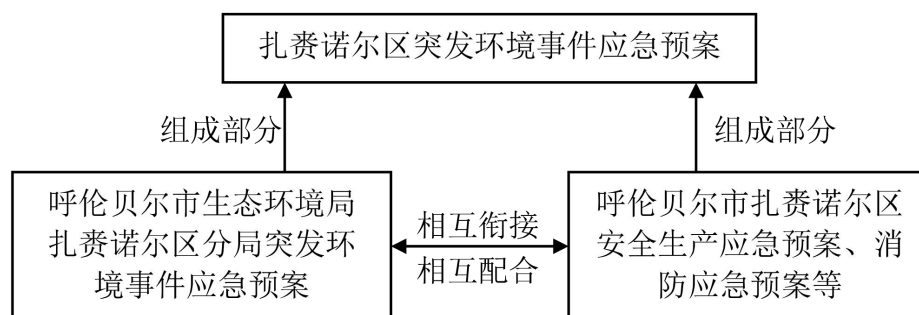 扎赉诺尔区突发环境事件应急预案
组成部分
组成部分
呼伦贝尔市生态环境局
扎赉诺尔区分局突发环
境事件应急预案
相互衔接
相互配合
呼伦贝尔市扎赉诺尔区
安全生产应急预案、消
防应急预案等